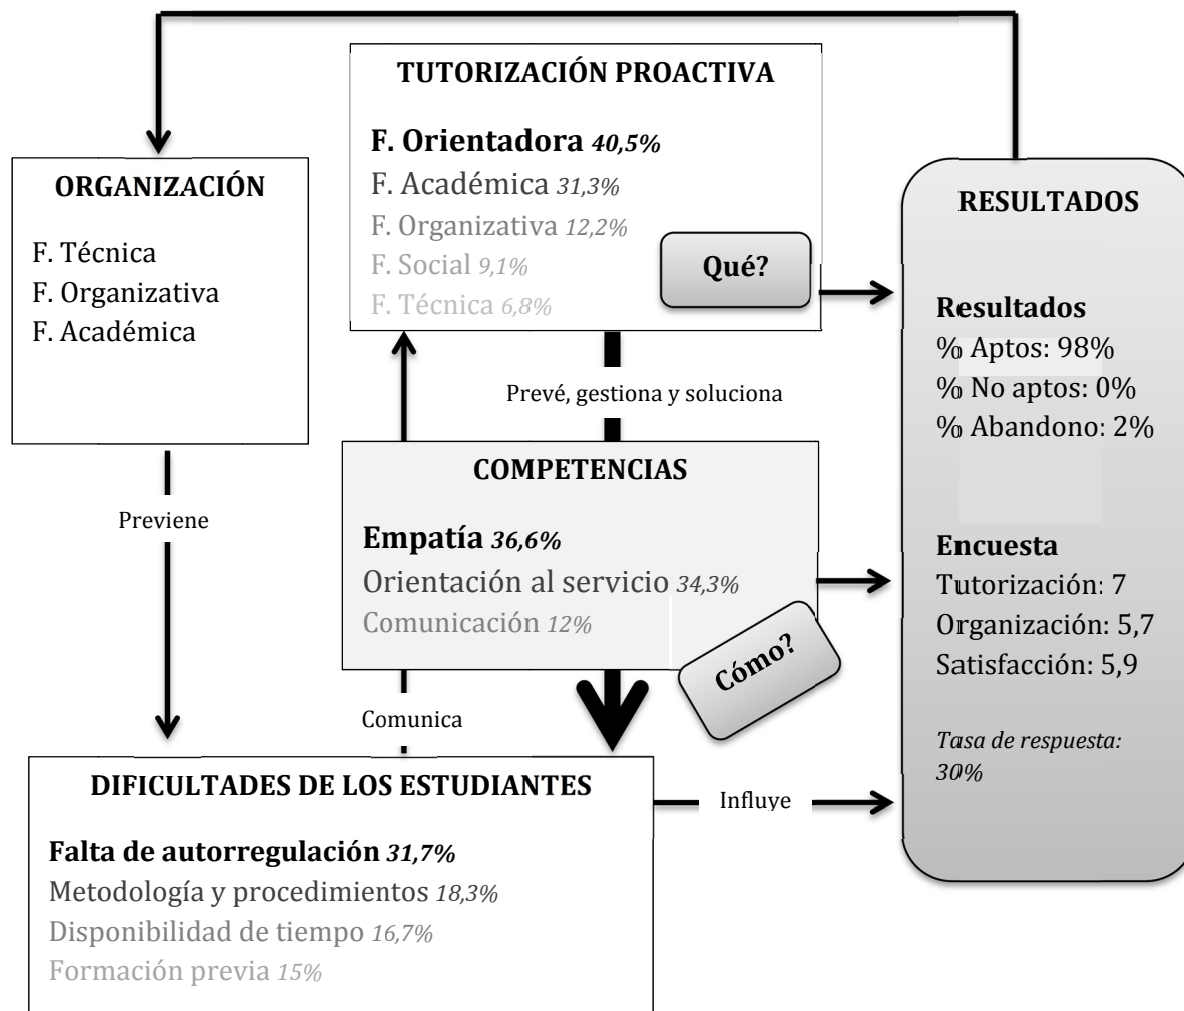 TUTORIZACIÓN PROACTIVA
F. Orientadora 40,5%
F. Académica 31,3%
F. Organizativa 12,2%
F. Social 9,1%
F. Técnica 6,8%
Qué?
ORGANIZACIÓN
F. Técnica
F. Organizativa
F. Académica
RESULTADOS
Resultados
% Aptos: 98%
% No aptos: 0%
% Abandono: 2%
Encuesta
Tutorización: 7
Organización: 5,7
Satisfacción: 5,9
Tasa de respuesta:
30%
Prevé, gestiona y soluciona
COMPETENCIAS
Empatía 36,6%
Orientación al servicio 34,3%
Comunicación 12%
Cómo?
Previene
Comunica
DIFICULTADES DE LOS ESTUDIANTES
Falta de autorregulación 31,7%
Metodología y procedimientos 18,3%
Disponibilidad de tiempo 16,7%
Formación previa 15%
Influye